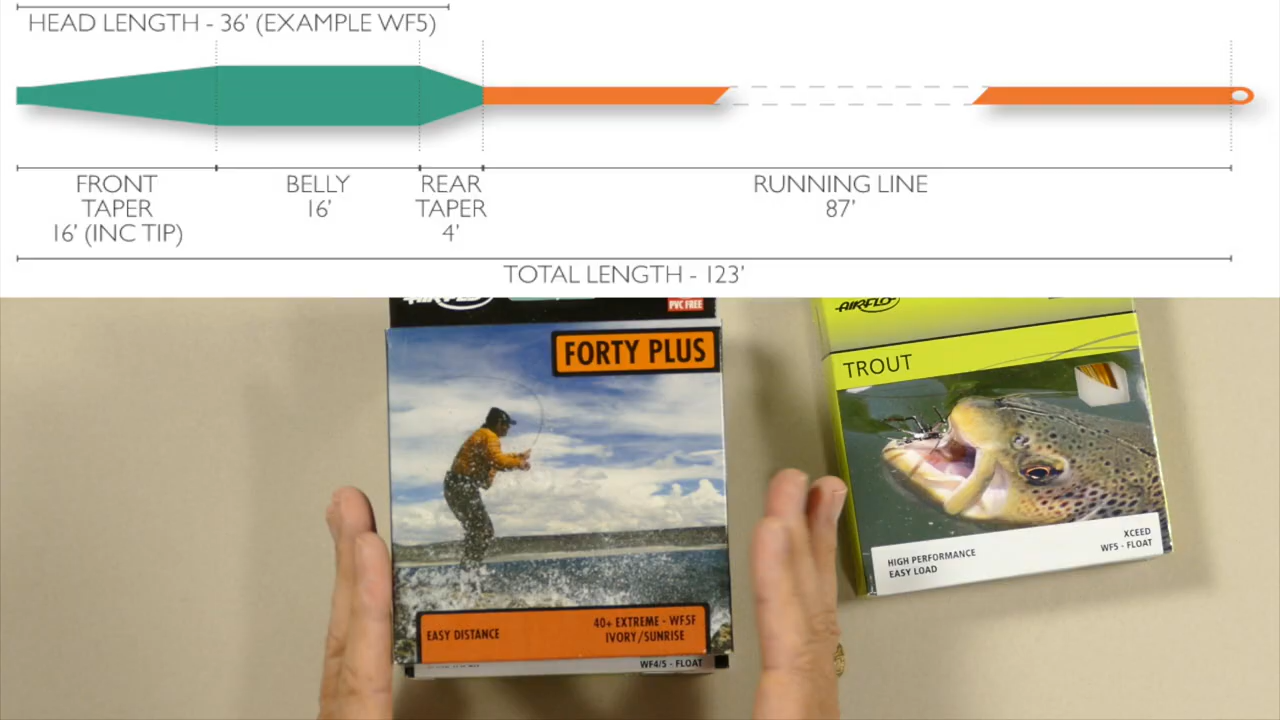 HEAD LENGTH - 36' (EXAMPLE WF5)
FRONT
TAPER
16' (INC TIP)
BELLY
16'
REAR
TAPER
4'
RUNNING LINE
87'
TOTAL LENGTH - 123'
PVC FREE
FORTY PLUS
EASY DISTANCE
40+ EXTREME - WF5F
IVORY/SUNRISE
WF4/5 - FLOAT
AIRFLO
TROUT
HIGH PERFORMANCE
EASY LOAD
XCEED
WF5 - FLOAT